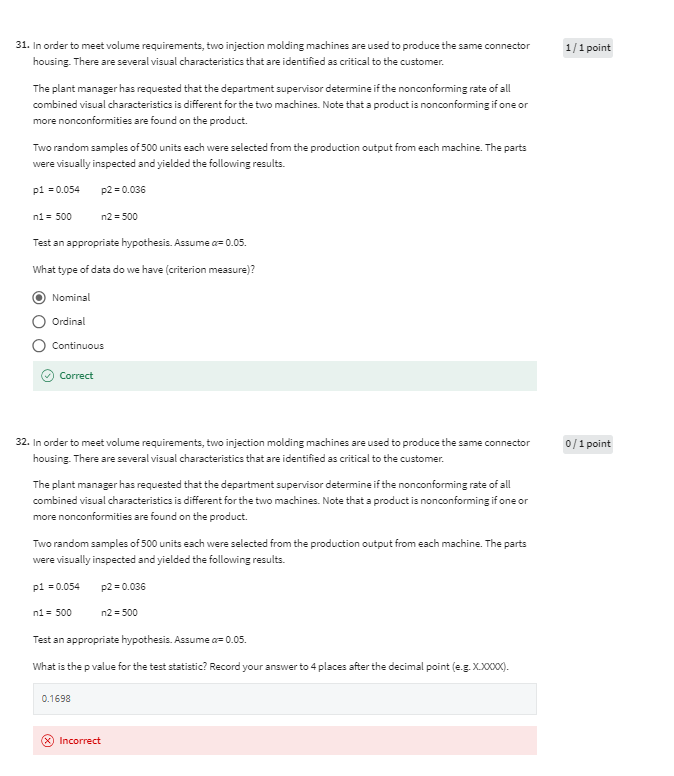 31. In order to meet volume requirements, two injection molding machines are used to produce the same connector
1 / 1 point
housing. There are several visual characteristics that are identified as critical to the customer.
The plant manager has requested that the department supervisor determine if the nonconforming rate of all
combined visual characteristics is different for the two machines. Note that a product is nonconforming if one or
more nonconformities are found on the product.
Two random samples of 500 units each were selected from the production output from each machine. The parts
were visually inspected and yielded the following results.
p1 = 0.054 p2 = 0.036
n1 = 500 n2 = 500
Test an appropriate hypothesis. Assume α= 0.05.
What type of data do we have (criterion measure)?
Nominal
Ordinal
Continuous
Correct
32. In order to meet volume requirements, two injection molding machines are used to produce the same connector
0 / 1 point
housing. There are several visual characteristics that are identified as critical to the customer.
The plant manager has requested that the department supervisor determine if the nonconforming rate of all
combined visual characteristics is different for the two machines. Note that a product is nonconforming if one or
more nonconformities are found on the product.
Two random samples of 500 units each were selected from the production output from each machine. The parts
were visually inspected and yielded the following results.
p1 = 0.054 p2 = 0.036
n1 = 500 n2 = 500
Test an appropriate hypothesis. Assume α= 0.05.
What is the p value for the test statistic? Record your answer to 4 places after the decimal point (e.g. X.XXXX).
0.1698
Incorrect